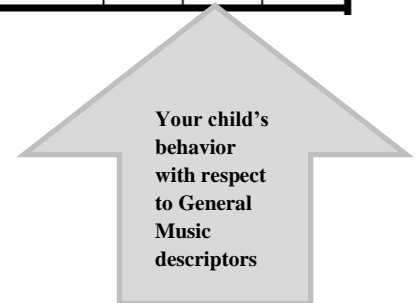 Your child's
behavior
with respect
to General
Music
descriptors